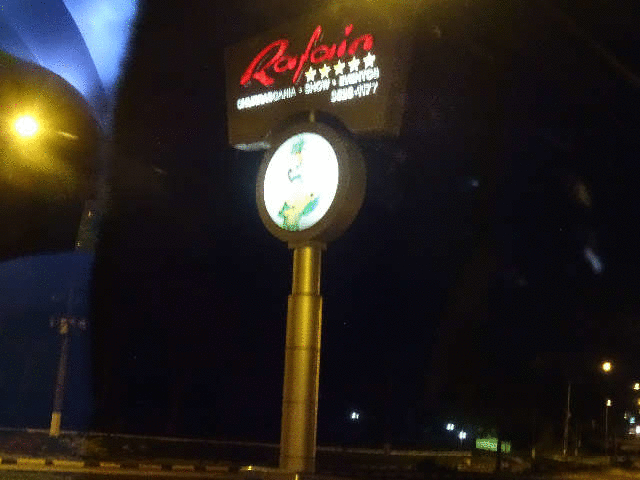 Rafain
CHURRASCARIA • SHOW • EVENTOS